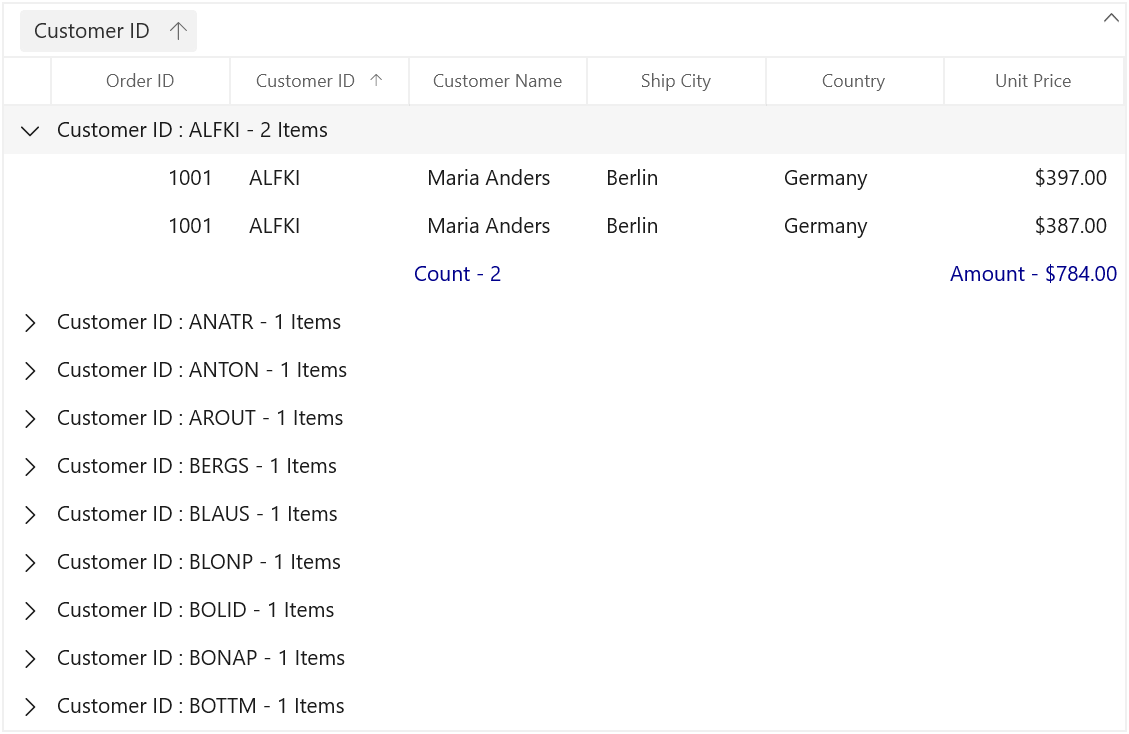 Customer ID
Order ID Customer ID Customer Name Ship City Country Unit Price
Customer ID : ALFKI - 2 Items
1001 ALFKI Maria Anders Berlin Germany $397.00
1001 ALFKI Maria Anders Berlin Germany $387.00
Count - 2 Amount - $784.00
Customer ID : ANATR - 1 Items
Customer ID : ANTON - 1 Items
Customer ID : AROUT - 1 Items
Customer ID : BERGS - 1 Items
Customer ID : BLAUS - 1 Items
Customer ID : BLONP - 1 Items
Customer ID : BOLID - 1 Items
Customer ID : BONAP - 1 Items
Customer ID : BOTTM - 1 Items